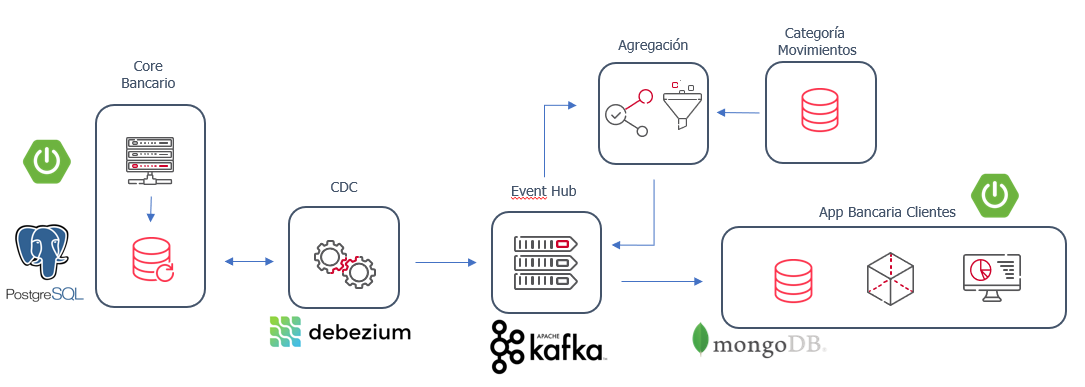 Core
Bancario
PostgreSQL
CDC
debezium
Event Hub
APACHE
kafka
Agregación
Categoría
Movimientos
App Bancaria Clientes
mongoDB